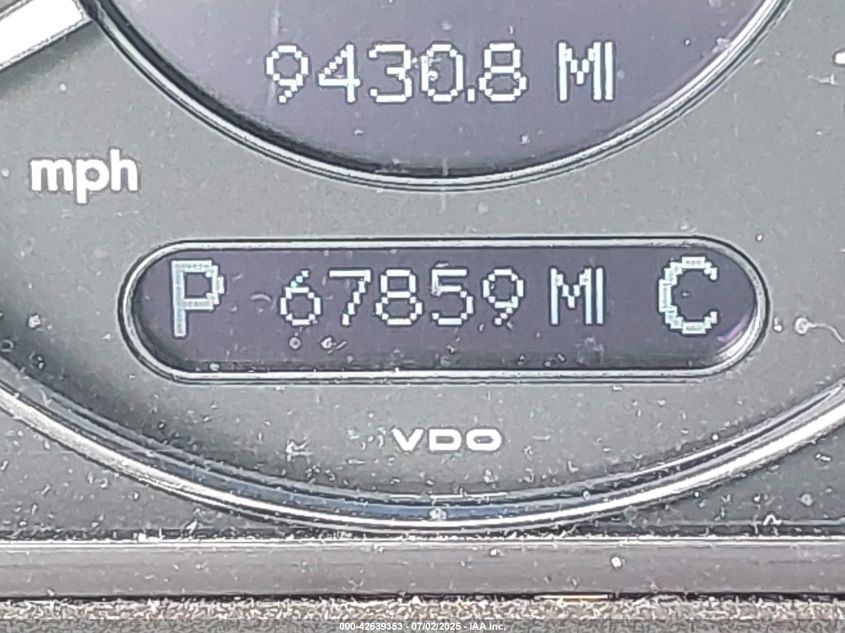 9430.8 MI
mph
P 67859 MI C
VDO
000-42639353 - 07/02/2025 - IAA Inc.